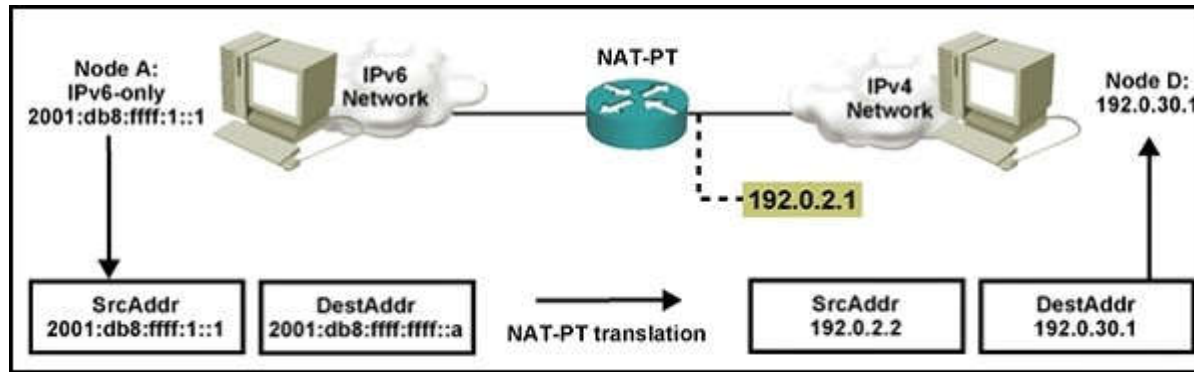 Node A:
IPv6-only
2001:db8:ffff:1::1
IPv6
Network
NAT-PT
IPv4
Network
Node D:
192.0.30.1
192.0.2.1
SrcAddr
2001:db8:ffff:1::1
DestAddr
2001:db8:ffff:ffff::a
NAT-PT translation
SrcAddr
192.0.2.2
DestAddr
192.0.30.1